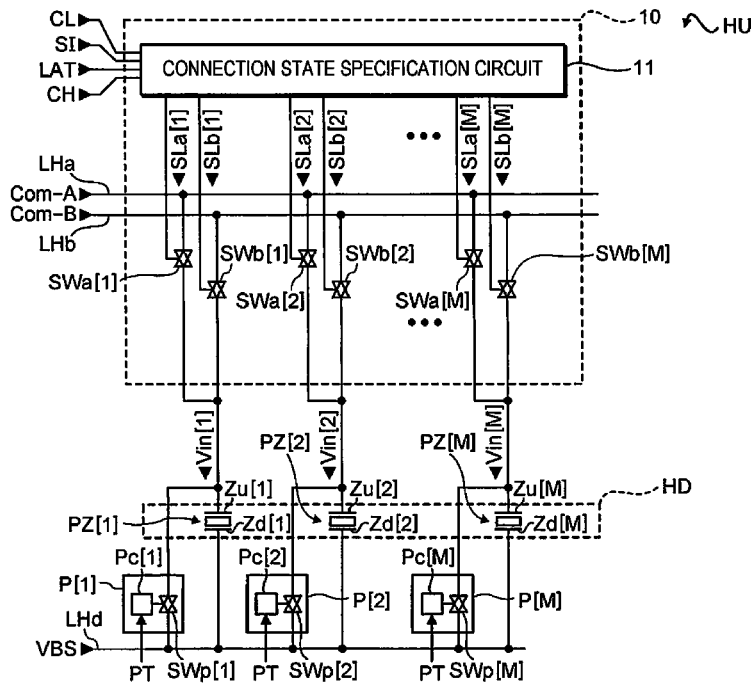 CL
10
HU
SI
LAT
CONNECTION STATE SPECIFICATION CIRCUIT
11
CH
SLa[1]
SLb[1]
SLa[2]
SLb[2]
SLa[M]
SLb[M]
LHa
Com-A
Com-B
LHb
SWa[1]
SWb[1]
SWa[2]
SWb[2]
SWa[M]
SWb[M]
Vin[1]
Vin[2]
Vin[M]
PZ[2]
PZ[M]
HD
Zu[1]
Zu[2]
Zu[M]
PZ[1]
Zd[1]
Zd[2]
Zd[M]
Pc[1]
Pc[2]
Pc[M]
P[1]
P[2]
P[M]
LHd
VBS
PT
SWp[1]
PT
SWp[2]
PT
SWp[M]